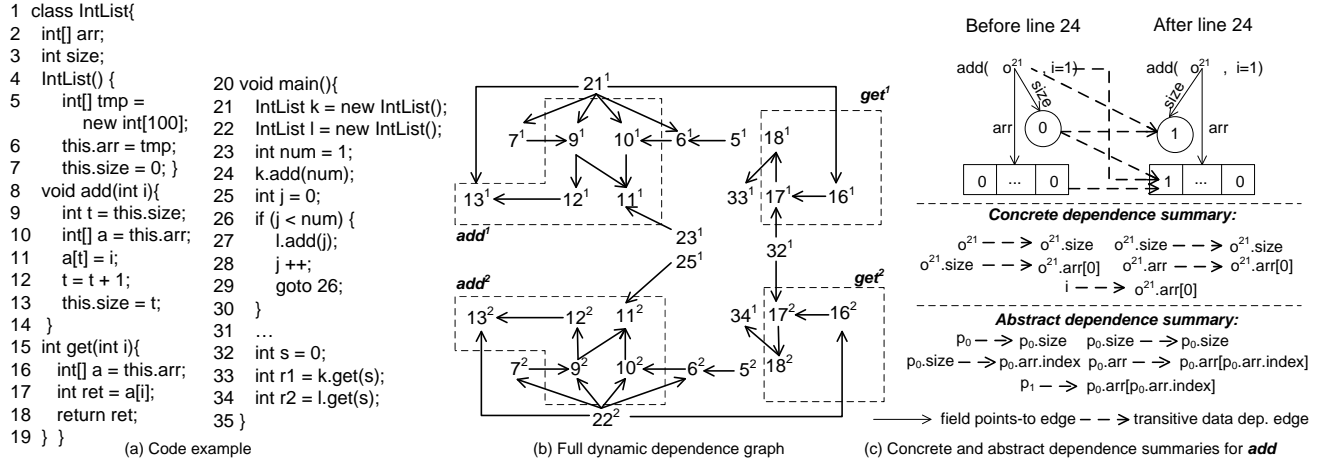 1 class IntList{
2 int[] arr;
3 int size;
4 IntList() {
5 int[] tmp =
new int[100];
6 this.arr = tmp;
7 this.size = 0; }
8 void add(int i){
9 int t = this.size;
10 int[] a = this.arr;
11 a[t] = i;
12 t = t + 1;
13 this.size = t;
14 }
15 int get(int i){
16 int[] a = this.arr;
17 int ret = a[i];
18 return ret;
19 } }
20 void main(){
21 IntList k = new IntList();
22 IntList l = new IntList();
23 int num = 1;
24 k.add(num);
25 int j = 0;
26 if (j < num) {
27 l.add(j);
28 j ++;
29 goto 26;
30 }
31 ...
32 int s = 0;
33 int r1 = k.get(s);
34 int r2 = l.get(s);
35 }
(a) Code example
21¹
get¹
7¹ 9¹ 10¹ 6¹ 5¹ 18¹
13¹ 12¹ 11¹ 33¹ 17¹ 16¹
add¹
23¹
32¹
25¹
add² get²
13² 12² 11² 34¹ 17² 16²
7² 9² 10² 6² 5² 18²
22²
(b) Full dynamic dependence graph
Before line 24 After line 24
add( o²¹ , i=1) add( o²¹ , i=1)
size size
arr 0 1 arr
0 ... 0 1 ... 0
Concrete dependence summary:
o²¹ o²¹.size o²¹.size o²¹.size
o²¹.size o²¹.arr[0] o²¹.arr o²¹.arr[0]
i o²¹.arr[0]
Abstract dependence summary:
p₀ p₀.size p₀.size p₀.size
p₀.size p₀.arr.index p₀.arr p₀.arr[p₀.arr.index]
p₁ p₀.arr[p₀.arr.index]
field points-to edge transitive data dep. edge
(c) Concrete and abstract dependence summaries for add